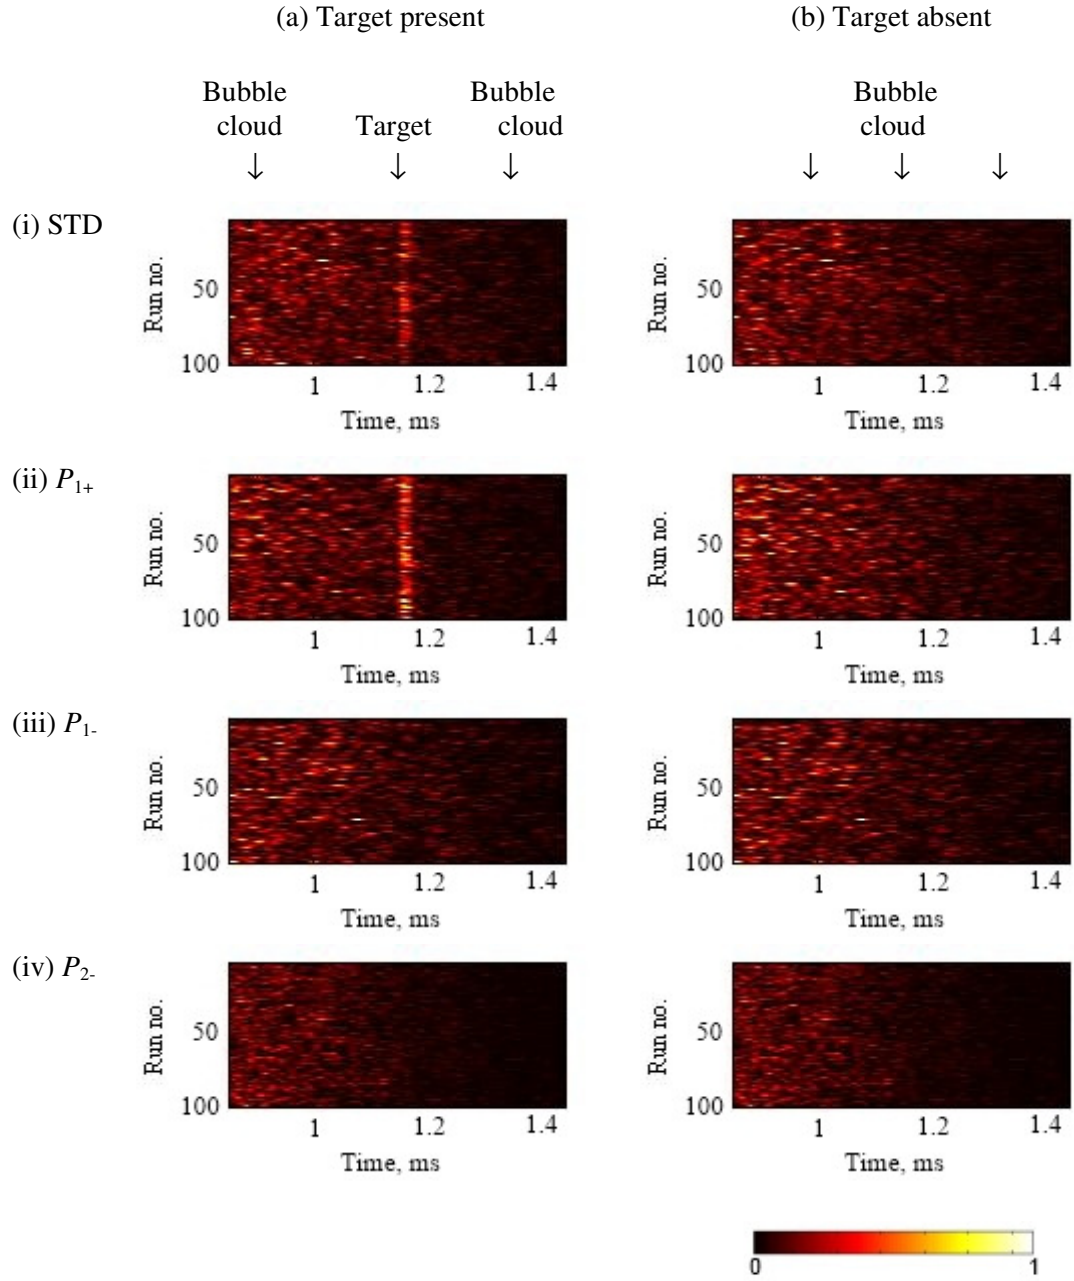 (a) Target present
(b) Target absent
Bubble cloud
Target
Bubble cloud
Bubble cloud
↓ ↓ ↓
↓ ↓ ↓
(i) STD
Run no.
50
100
1 1.2 1.4
Time, ms
Run no.
50
100
1 1.2 1.4
Time, ms
(ii) P1+
Run no.
50
100
1 1.2 1.4
Time, ms
Run no.
50
100
1 1.2 1.4
Time, ms
(iii) P1-
Run no.
50
100
1 1.2 1.4
Time, ms
Run no.
50
100
1 1.2 1.4
Time, ms
(iv) P2-
Run no.
50
100
1 1.2 1.4
Time, ms
Run no.
50
100
1 1.2 1.4
Time, ms
0 1